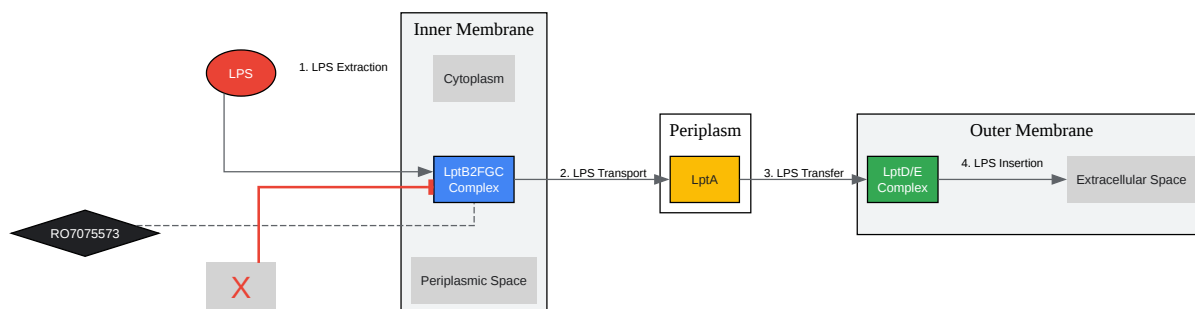 Inner Membrane
LPS
1. LPS Extraction
Cytoplasm
Periplasm
Outer Membrane
LptB2FGC
Complex
2. LPS Transport
LptA
3. LPS Transfer
LptD/E
Complex
4. LPS Insertion
Extracellular Space
RO7075573
X
Periplasmic Space